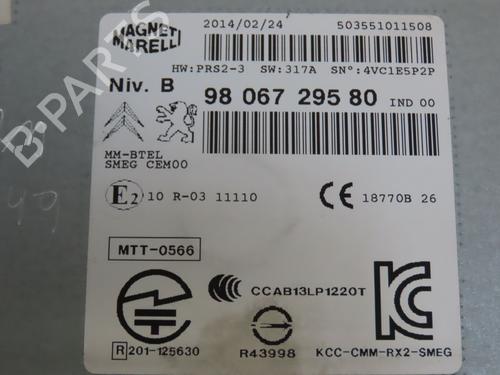 MAGNETI MARELLI
2014/02/24 503551011508
HW:PRS2-3 SW:317A SN°:4VC1E5P2P
Niv. B 98 067 295 80 IND 00
MM-BTEL
SMEG CEM00
E2 10 R-03 11110 CE 18770B 26
MTT-0566
CCAB13LP1220T
R 201-125630 R43998 KCC-CMM-RX2-SMEG
B-PARTS